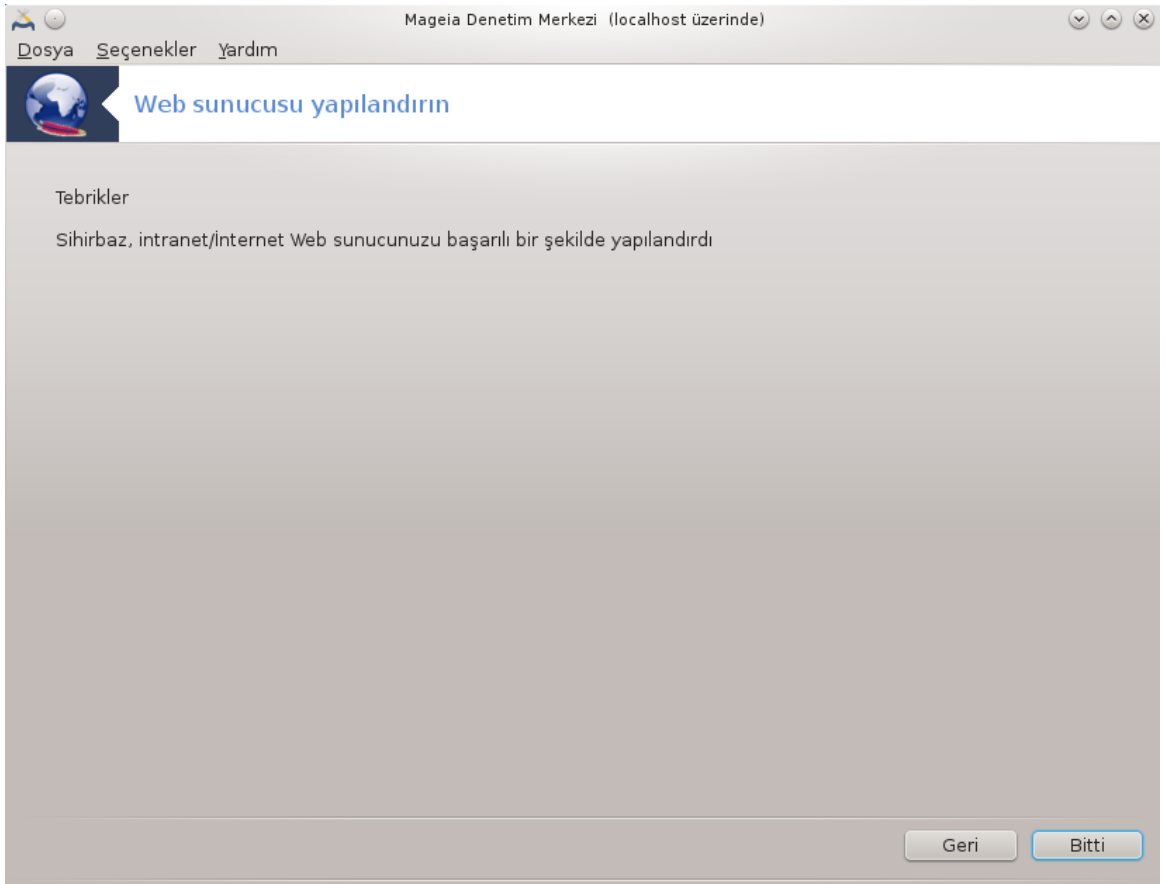 Mageia Denetim Merkezi (localhost üzerinde)
Dosya Seçenekler Yardım
Web sunucusu yapılandırın
Tebrikler
Sihirbaz, intranet/İnternet Web sunucunuzu başarılı bir şekilde yapılandırdı
Geri Bitti